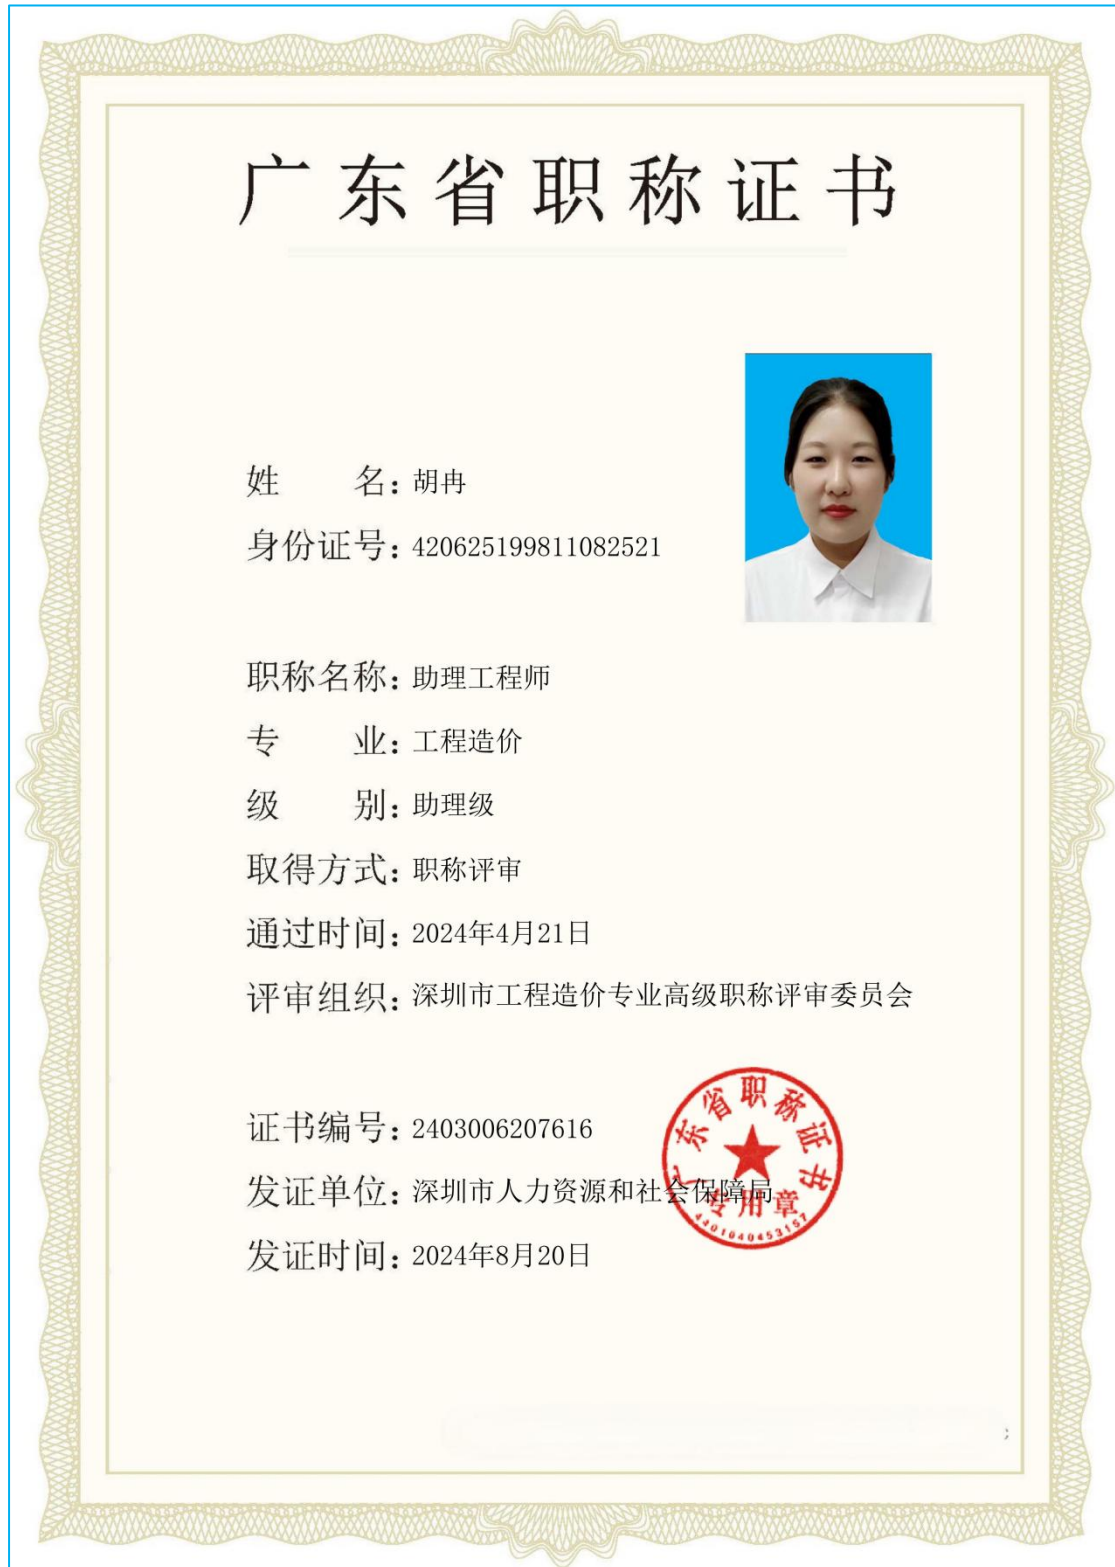 广东省职称证书
姓名：胡冉
身份证号：420625199811082521
职称名称：助理工程师
专业：工程造价
级别：助理级
取得方式：职称评审
通过时间：2024年4月21日
评审组织：深圳市工程造价专业高级职称评审委员会
证书编号：2403006207616
发证单位：深圳市人力资源和社会保障局
发证时间：2024年8月20日
广东省职称证书
专用章
4401040453157